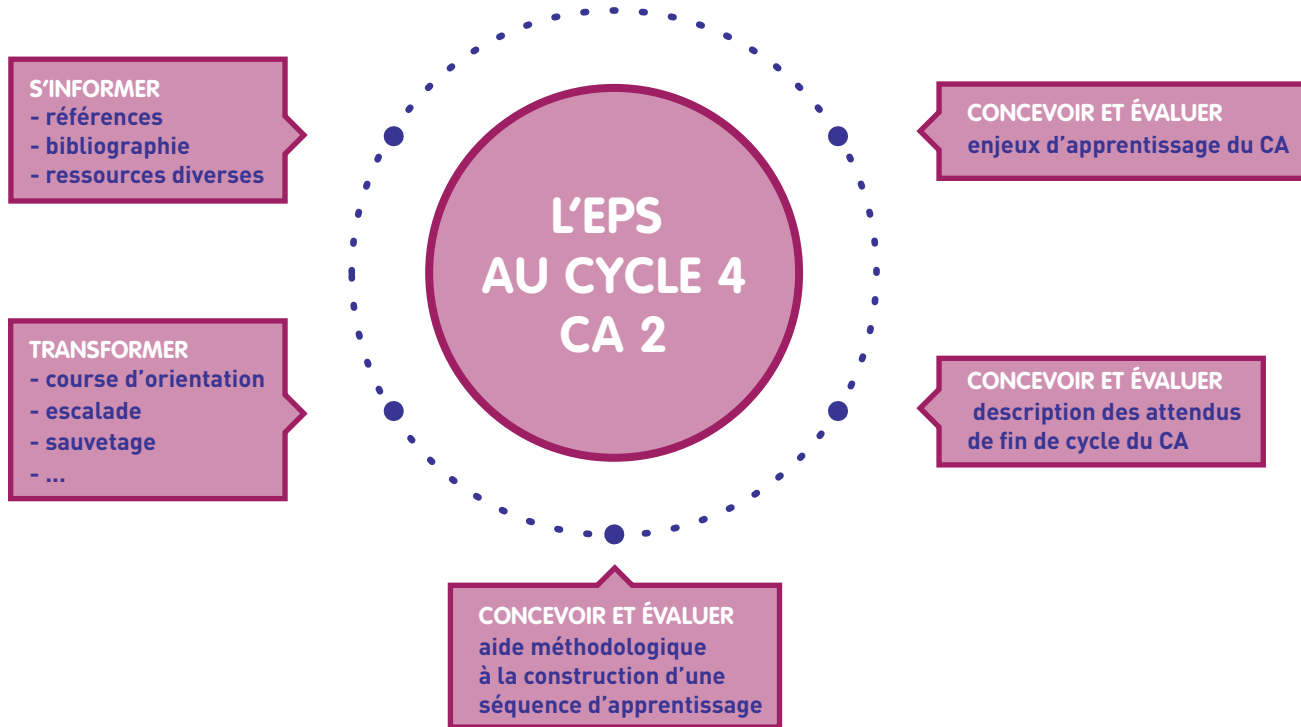 S'INFORMER
- références
- bibliographie
- ressources diverses
CONCEVOIR ET ÉVALUER
enjeux d'apprentissage du CA
L'EPS
AU CYCLE 4
CA 2
TRANSFORMER
- course d'orientation
- escalade
- sauvetage
- ...
CONCEVOIR ET ÉVALUER
description des attendus
de fin de cycle du CA
CONCEVOIR ET ÉVALUER
aide méthodologique
à la construction d'une
séquence d'apprentissage